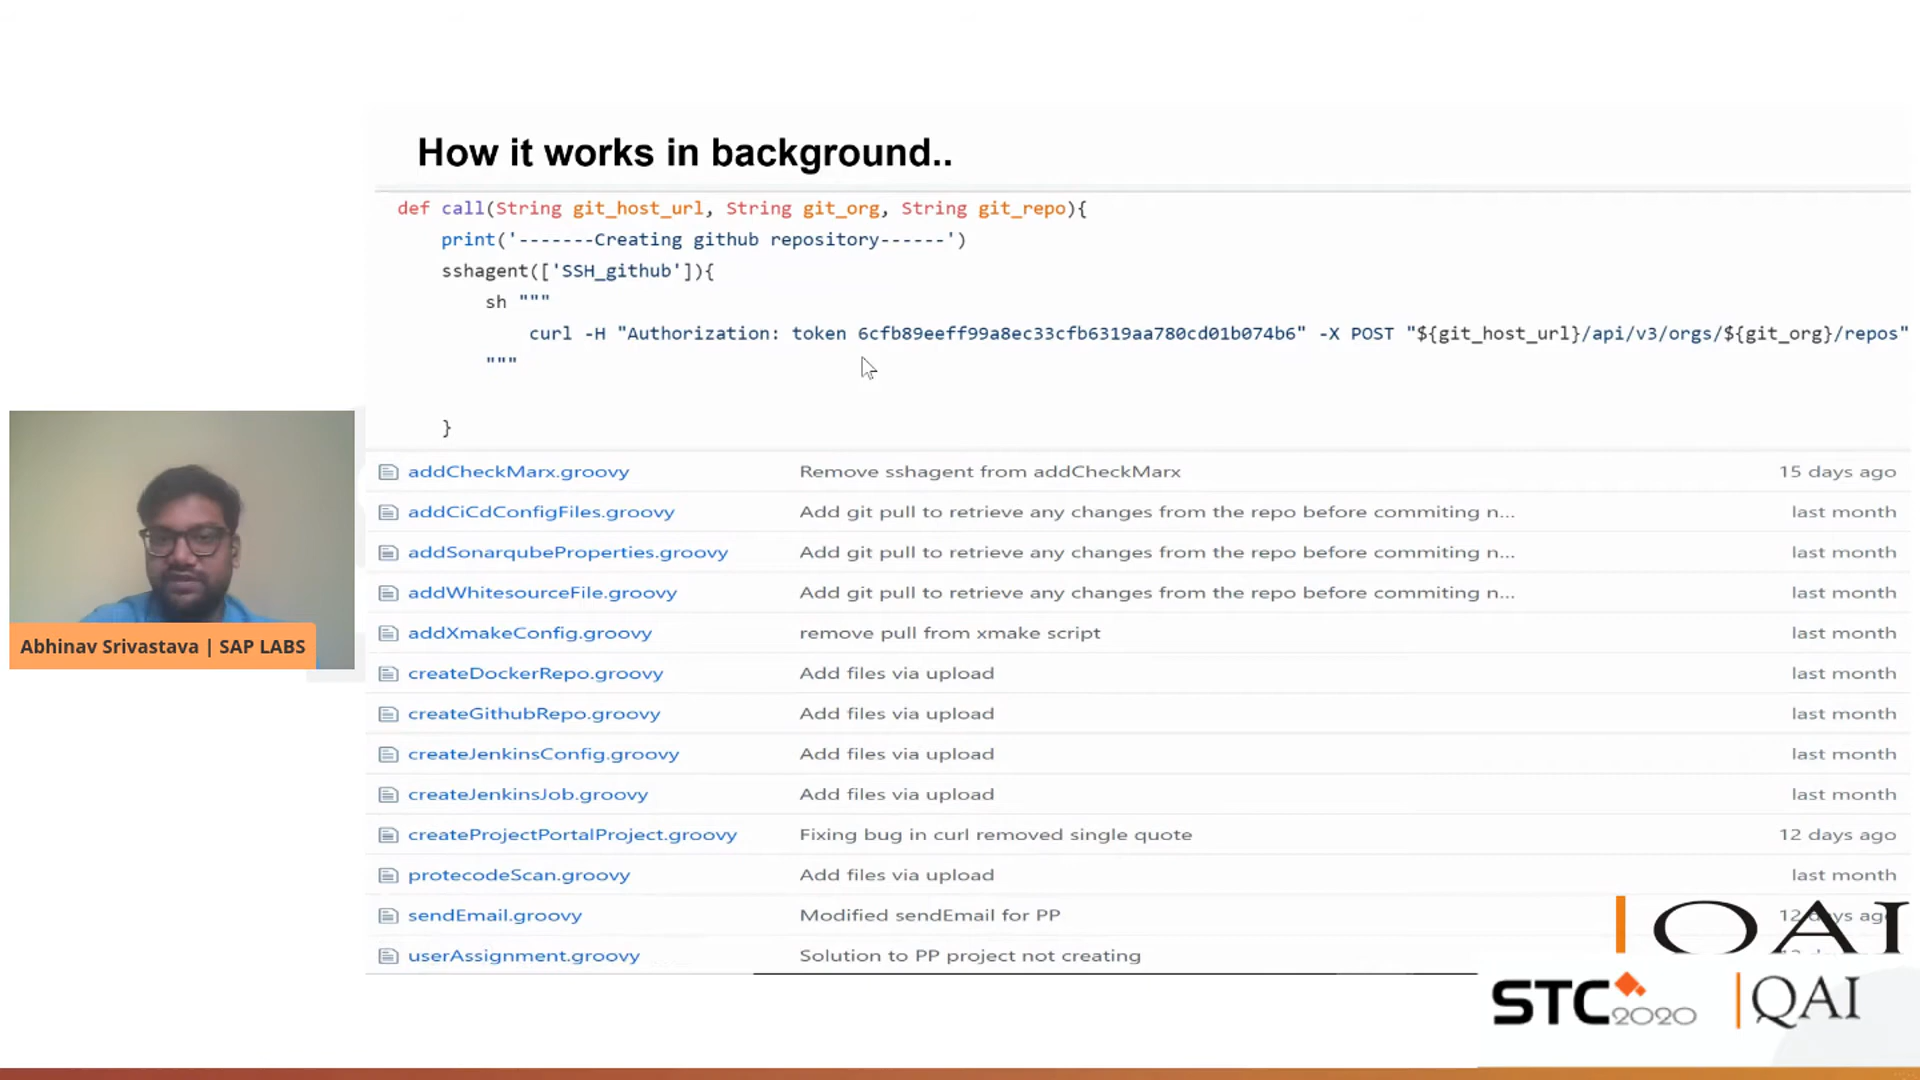 How it works in background..
def call(String git_host_url, String git_org, String git_repo){
print('-------Creating github repository------')
sshagent(['SSH_github']){
sh """
curl -H "Authorization: token 6cfb89eeff99a8ec33cfb6319aa780cd01b074b6" -X POST "${git_host_url}/api/v3/orgs/${git_org}/repos"
"""
}
addCheckMarx.groovy Remove sshagent from addCheckMarx 15 days ago
addCiCdConfigFiles.groovy Add git pull to retrieve any changes from the repo before commiting n... last month
addSonarqubeProperties.groovy Add git pull to retrieve any changes from the repo before commiting n... last month
addWhitesourceFile.groovy Add git pull to retrieve any changes from the repo before commiting n... last month
addXmakeConfig.groovy remove pull from xmake script last month
createDockerRepo.groovy Add files via upload last month
createGithubRepo.groovy Add files via upload last month
createJenkinsConfig.groovy Add files via upload last month
createJenkinsJob.groovy Add files via upload last month
createProjectPortalProject.groovy Fixing bug in curl removed single quote 12 days ago
protecodeScan.groovy Add files via upload last month
sendEmail.groovy Modified sendEmail for PP 12 days ago
userAssignment.groovy Solution to PP project not creating
Abhinav Srivastava | SAP LABS
QAI
STC 2020 QAI